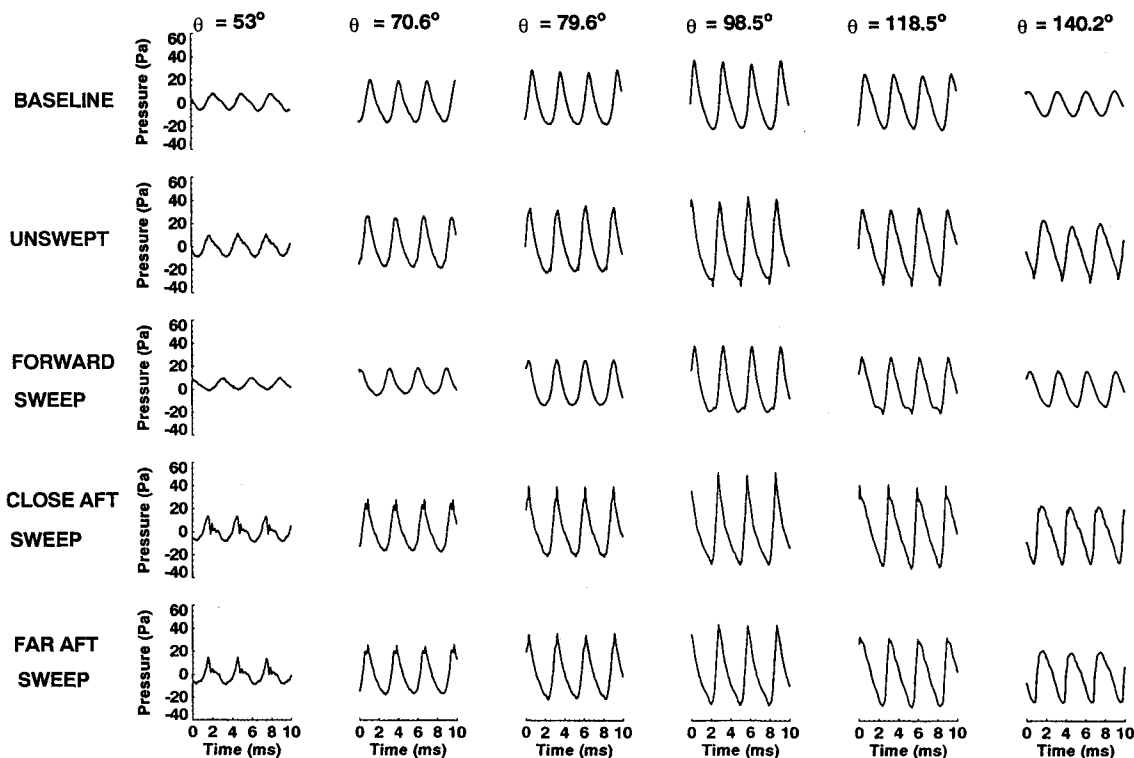 θ = 53° θ = 70.6° θ = 79.6° θ = 98.5° θ = 118.5° θ = 140.2°
BASELINE
Pressure (Pa)
60
40
20
0
-20
-40
UNSWEPT
Pressure (Pa)
60
40
20
0
-20
-40
FORWARD
SWEEP
Pressure (Pa)
60
40
20
0
-20
-40
CLOSE AFT
SWEEP
Pressure (Pa)
60
40
20
0
-20
-40
FAR AFT
SWEEP
Pressure (Pa)
60
40
20
0
-20
-40
0 2 4 6 8 10 0 2 4 6 8 10 0 2 4 6 8 10 0 2 4 6 8 10 0 2 4 6 8 10 0 2 4 6 8 10
Time (ms) Time (ms) Time (ms) Time (ms) Time (ms) Time (ms)